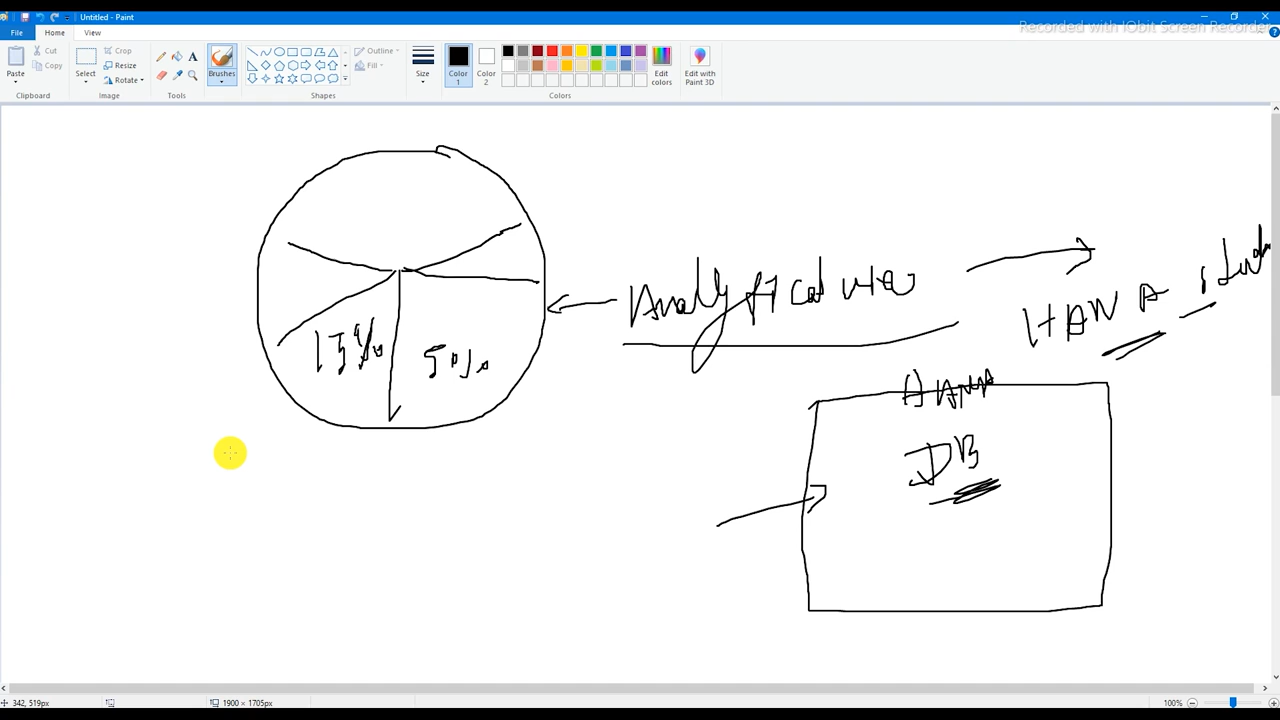 Untitled - Paint
Recorded with IObit Screen Recorder
File Home View
Paste
Cut
Copy
Clipboard
Select
Crop
Resize
Rotate
Image
Tools
Brushes
Shapes
Outline
Fill
Size
Color 1
Color 2
Edit colors
Edit with Paint 3D
Colors
Analytical view
HANA
15% 50%
HANA
DB
342, 519px
1900 × 1705px
100%